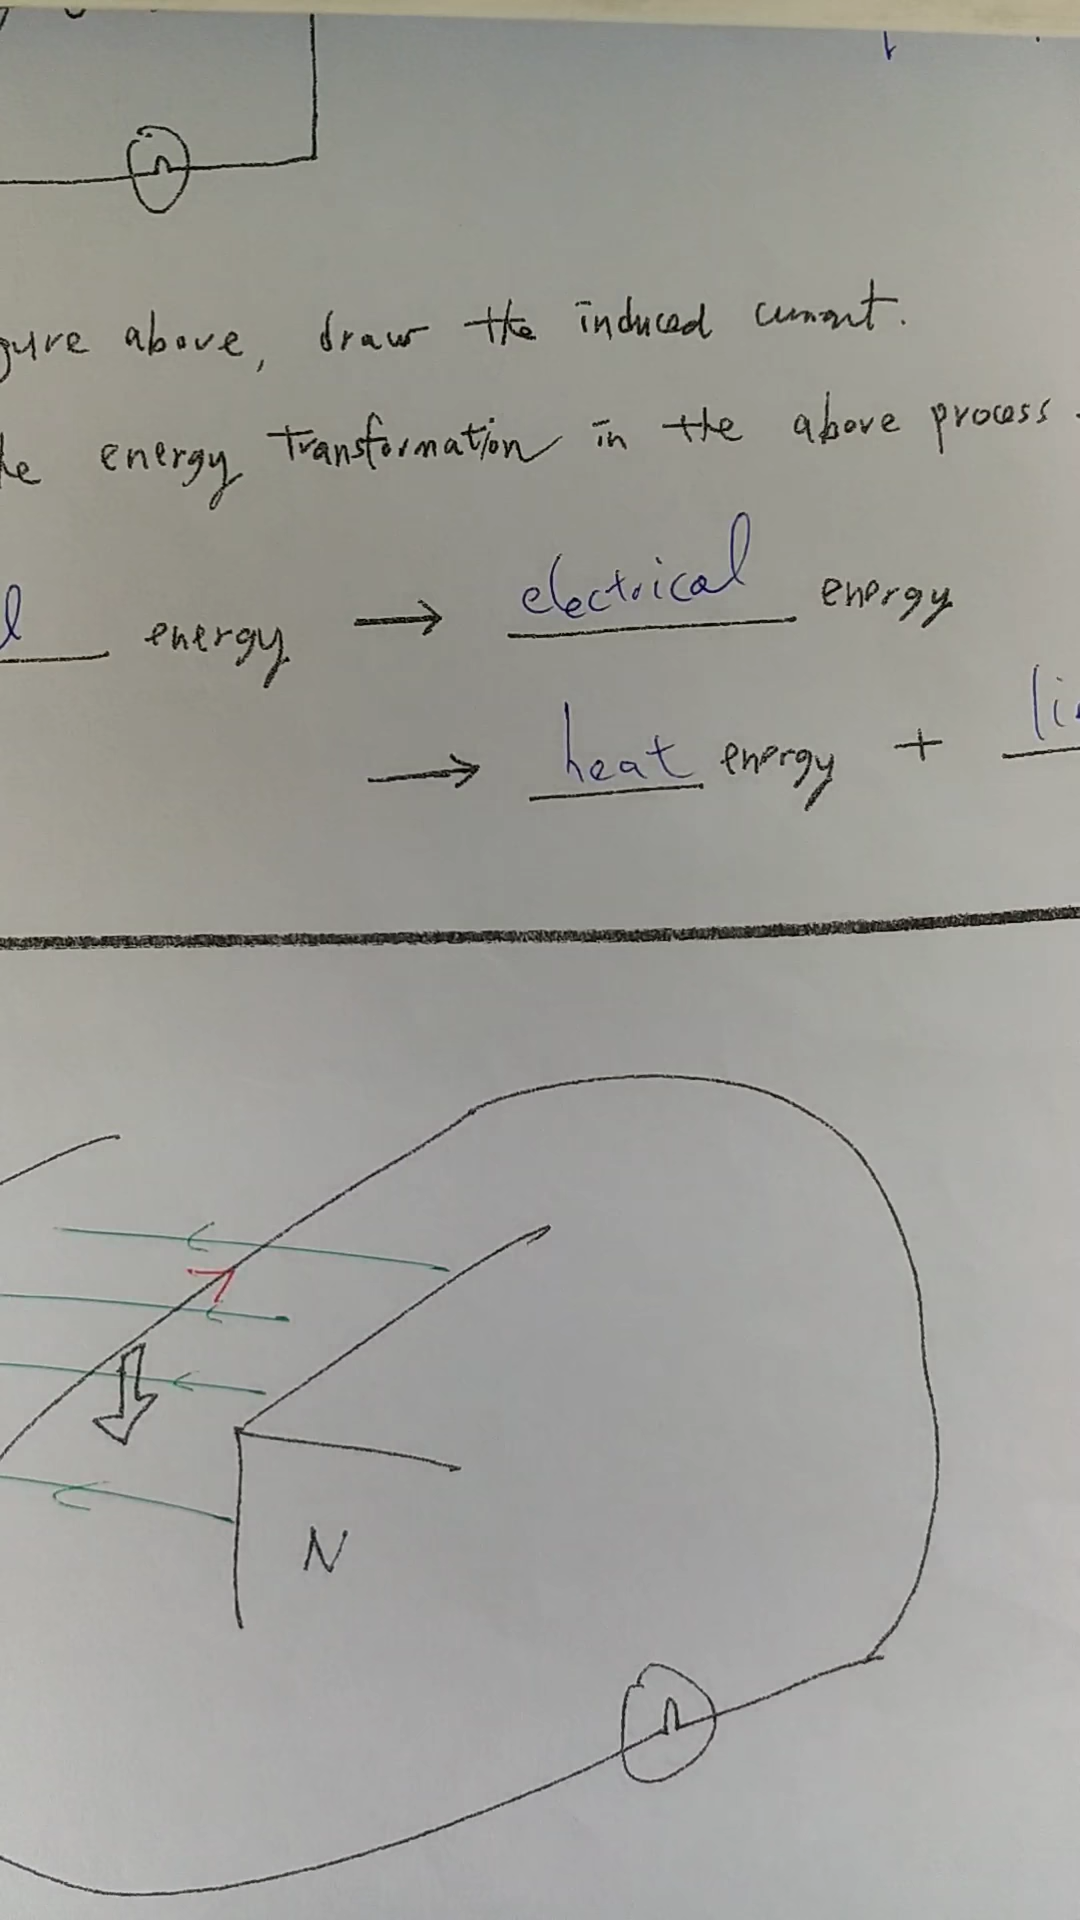 gure above, draw the induced current.
energy transformation in the above process.
energy → electrical energy
→ heat energy +
N